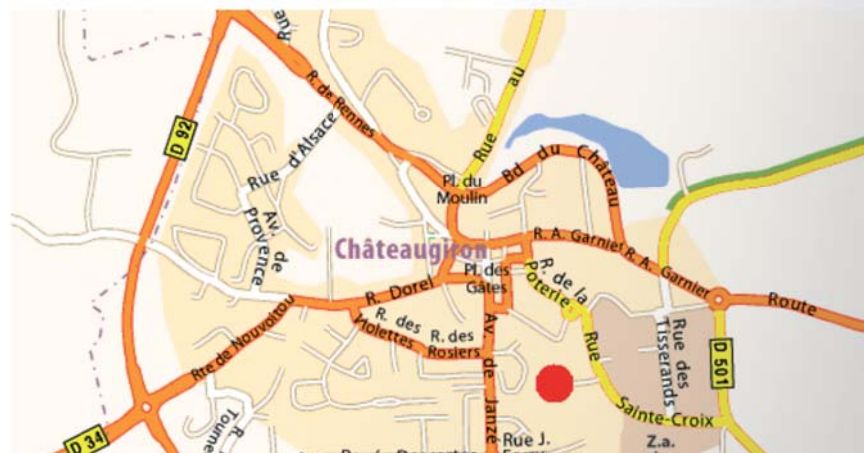 Rue
R. de Rennes
Rue au
D 92
Rue d'Alsace
Pl. du
Moulin
Bd du Château
Av. de
Provence
Châteaugiron
R. A. Garnier
R. A. Garnier
Pl. des
Gâtes
R. de la
Poterie
R. Dorel
Route
Rte de Nouvoitou
R. des
Violettes
R. des
Rosiers
Av. de Janzé
Rue
Sainte-Croix
Rue des
Tisserands
D 501
D 34
R.
Rue J.
Z.a.